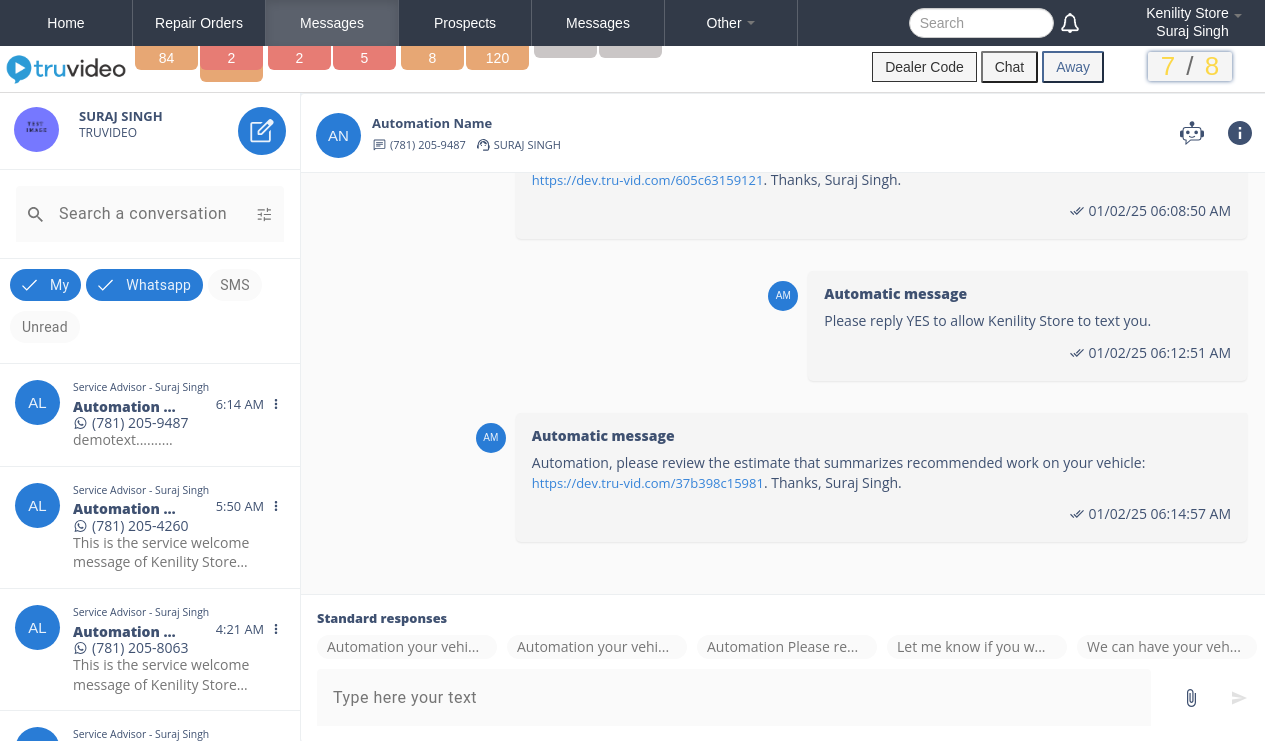 Home
Repair Orders
Messages
Prospects
Messages
Other
Search
Kenility Store
Suraj Singh
truvideo
84
2
2
5
8
120
Dealer Code
Chat
Away
7 / 8
SURAJ SINGH
TRUVIDEO
Search a conversation
My
Whatsapp
SMS
Unread
Service Advisor - Suraj Singh
AL
Automation ...
6:14 AM
(781) 205-9487
demotext..........
Service Advisor - Suraj Singh
AL
Automation ...
5:50 AM
(781) 205-4260
This is the service welcome
message of Kenility Store...
Service Advisor - Suraj Singh
AL
Automation ...
4:21 AM
(781) 205-8063
This is the service welcome
message of Kenility Store...
Service Advisor - Suraj Singh
AN
Automation Name
(781) 205-9487 SURAJ SINGH
https://dev.tru-vid.com/605c63159121. Thanks, Suraj Singh.
01/02/25 06:08:50 AM
AM
Automatic message
Please reply YES to allow Kenility Store to text you.
01/02/25 06:12:51 AM
AM
Automatic message
Automation, please review the estimate that summarizes recommended work on your vehicle:
https://dev.tru-vid.com/37b398c15981. Thanks, Suraj Singh.
01/02/25 06:14:57 AM
Standard responses
Automation your vehi...
Automation your vehi...
Automation Please re...
Let me know if you w...
We can have your veh...
Type here your text